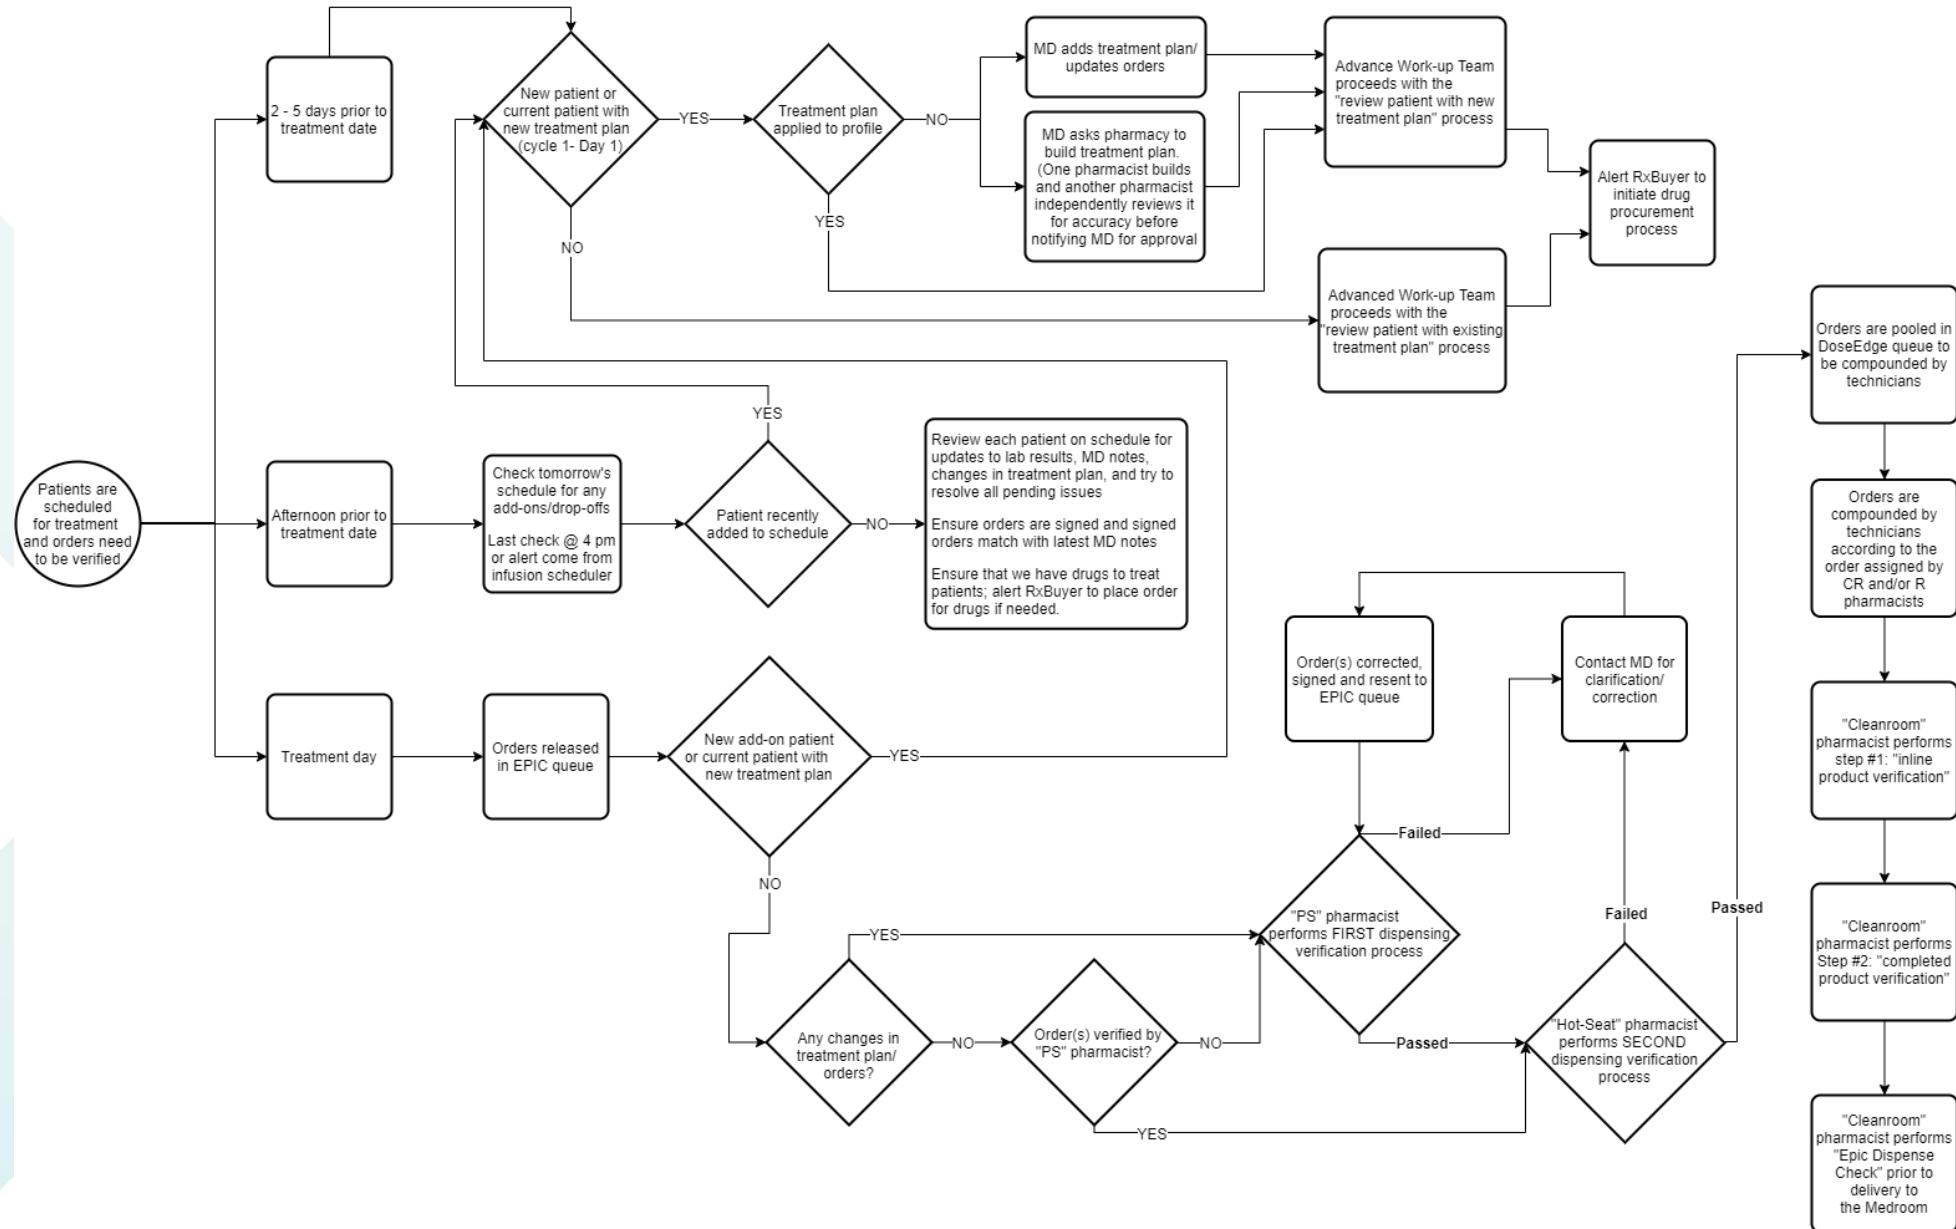 Patients are
scheduled
for treatment
and orders need
to be verified
2 - 5 days prior to
treatment date
New patient or
current patient with
new treatment plan
(cycle 1- Day 1)
YES
NO
Treatment plan
applied to profile
NO
YES
MD adds treatment plan/
updates orders
MD asks pharmacy to
build treatment plan.
(One pharmacist builds
and another pharmacist
independently reviews it
for accuracy before
notifying MD for approval
Advance Work-up Team
proceeds with the
"review patient with new
treatment plan" process
Advanced Work-up Team
proceeds with the
"review patient with existing
treatment plan" process
Alert RxBuyer to
initiate drug
procurement
process
Afternoon prior to
treatment date
Check tomorrow's
schedule for any
add-ons/drop-offs
Last check @ 4 pm
or alert come from
infusion scheduler
Patient recently
added to schedule
YES
NO
Review each patient on schedule for
updates to lab results, MD notes,
changes in treatment plan, and try to
resolve all pending issues
Ensure orders are signed and signed
orders match with latest MD notes
Ensure that we have drugs to treat
patients; alert RxBuyer to place order
for drugs if needed.
Treatment day
Orders released
in EPIC queue
New add-on patient
or current patient with
new treatment plan
YES
NO
Any changes in
treatment plan/
orders?
YES
NO
Order(s) verified by
"PS" pharmacist?
NO
YES
"PS" pharmacist
performs FIRST dispensing
verification process
Failed
Passed
Order(s) corrected,
signed and resent to
EPIC queue
Contact MD for
clarification/
correction
"Hot-Seat" pharmacist
performs SECOND
dispensing verification
process
Failed
Passed
Orders are pooled in
DoseEdge queue to
be compounded by
technicians
Orders are
compounded by
technicians
according to the
order assigned by
CR and/or R
pharmacists
"Cleanroom"
pharmacist performs
step #1: "inline
product verification"
"Cleanroom"
pharmacist performs
Step #2: "completed
product verification"
"Cleanroom"
pharmacist performs
"Epic Dispense
Check" prior to
delivery to
the Medroom